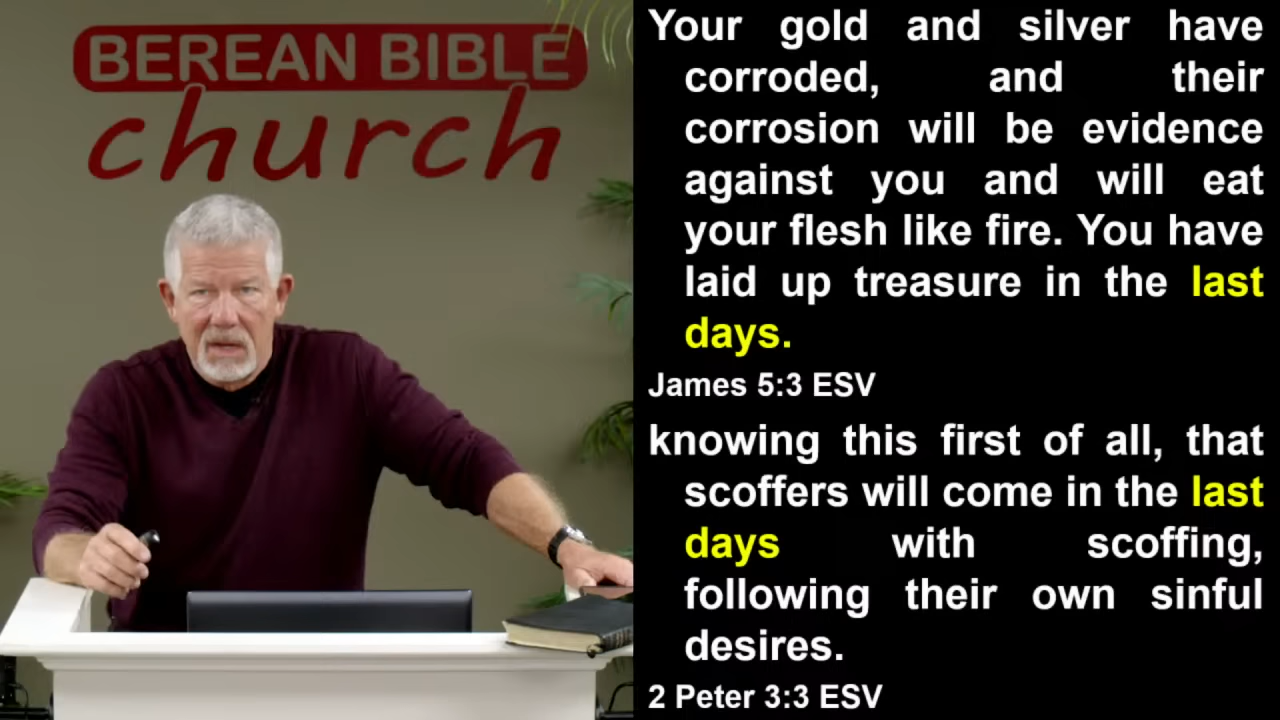 BEREAN BIBLE
church
Your gold and silver have
corroded, and their
corrosion will be evidence
against you and will eat
your flesh like fire. You have
laid up treasure in the last
days.
James 5:3 ESV
knowing this first of all, that
scoffers will come in the last
days with scoffing,
following their own sinful
desires.
2 Peter 3:3 ESV